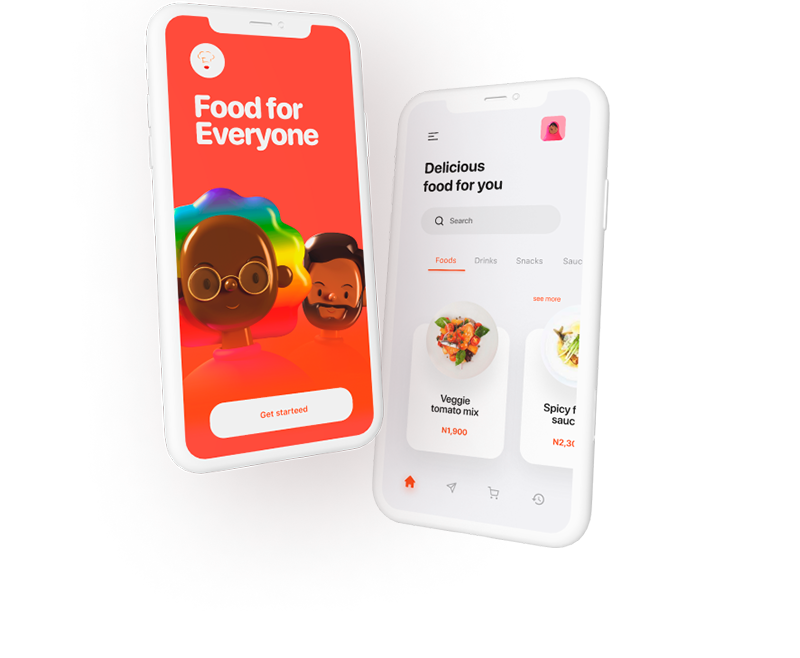 Food for
Everyone
Get starteed
Delicious
food for you
Search
Foods
Drinks
Snacks
Sauc
see more
Veggie
tomato mix
N1,900
Spicy f
sauc
N2,30